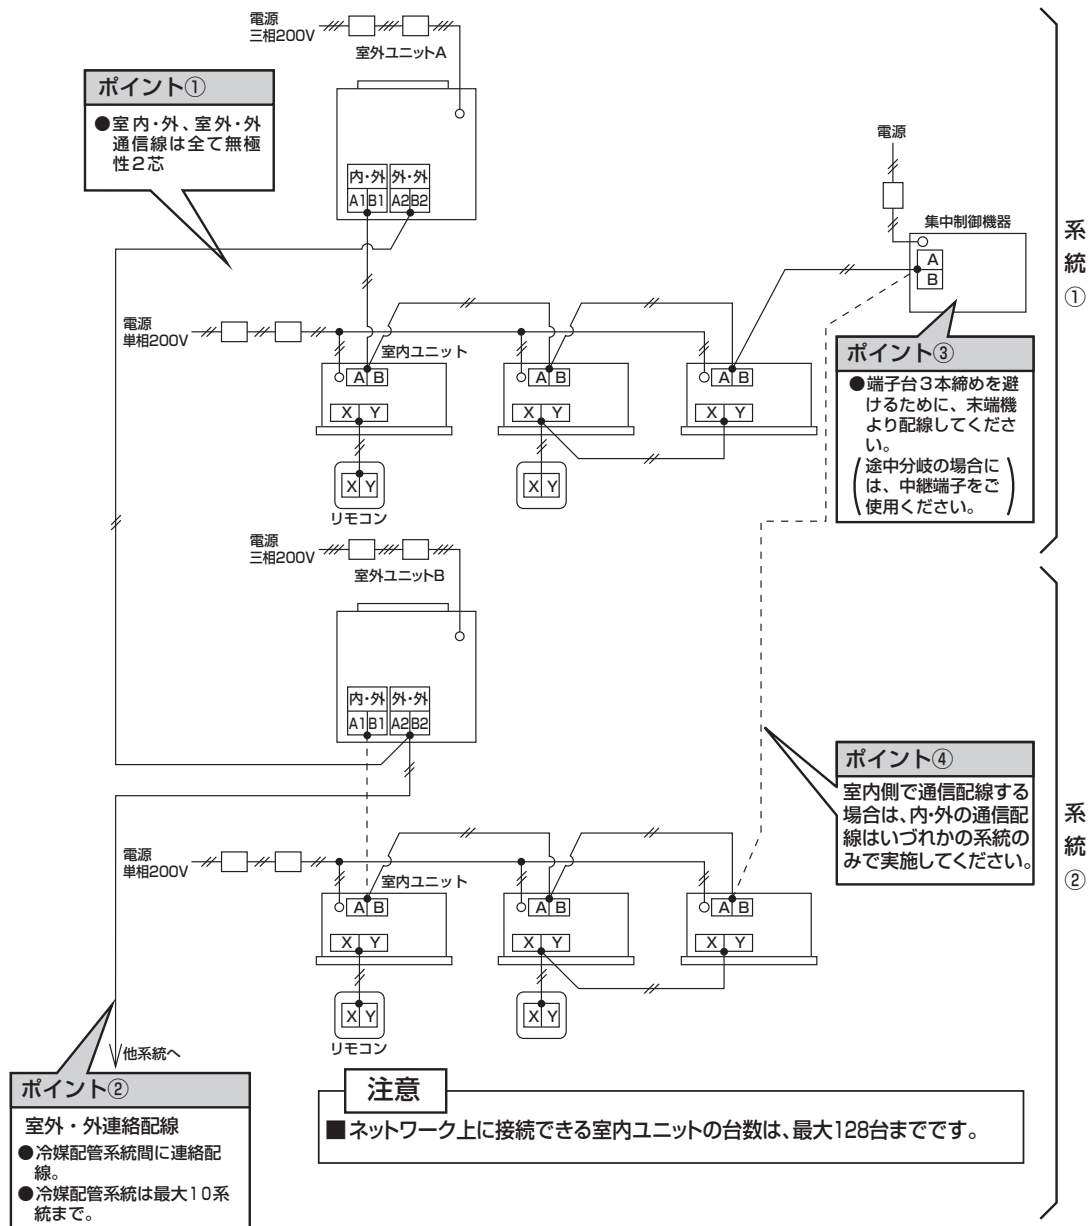 電源
三相200V
室外ユニットA
ポイント①
●室内・外、室外・外
通信線は全て無極
性2芯
内・外 外・外
A1 B1 A2 B2
電源
集中制御機器
A
B
系統①
電源
単相200V
室内ユニット
A B
A B
A B
X Y
X Y
X Y
X Y
X Y
リモコン
ポイント③
●端子台3本締めを避
けるために、末端機
より配線してくださ
い。
(途中分岐の場合に
は、中継端子をご
使用ください。)
電源
三相200V
室外ユニットB
内・外 外・外
A1 B1 A2 B2
ポイント④
室内側で通信配線する
場合は、内・外の通信配
線はいづれかの系統の
みで実施してください。
系統②
電源
単相200V
室内ユニット
A B
A B
A B
X Y
X Y
X Y
X Y
X Y
リモコン
他系統へ
ポイント②
室外・外連絡配線
●冷媒配管系統間に連絡配
線。
●冷媒配管系統は最大10系
統まで。
注意
■ネットワーク上に接続できる室内ユニットの台数は、最大128台までです。